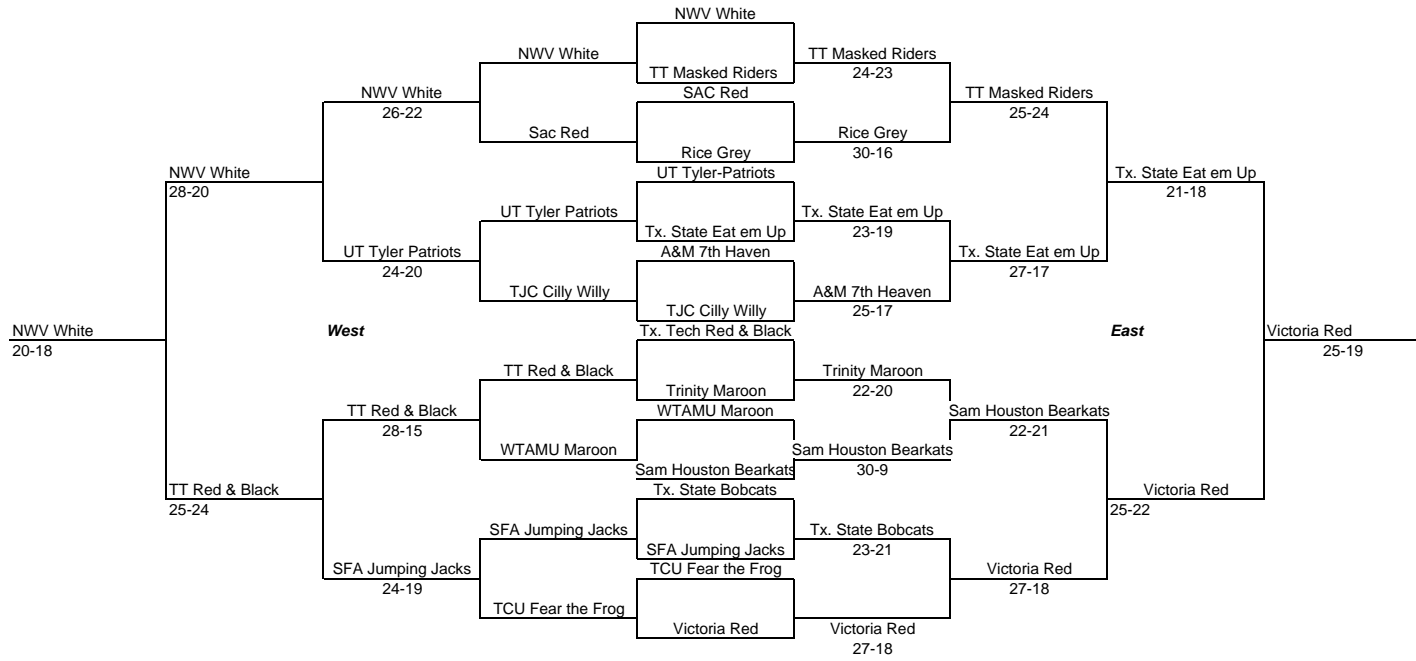 NWV White
NWV White TT Masked Riders
TT Masked Riders 24-23
NWV White SAC Red TT Masked Riders
26-22 25-24
Sac Red Rice Grey
Rice Grey 30-16
NWV White UT Tyler-Patriots Tx. State Eat em Up
28-20 21-18
UT Tyler Patriots Tx. State Eat em Up
Tx. State Eat em Up 23-19
UT Tyler Patriots A&M 7th Haven Tx. State Eat em Up
24-20 27-17
TJC Cilly Willy A&M 7th Heaven
TJC Cilly Willy 25-17
NWV White West Tx. Tech Red & Black East Victoria Red
20-18 25-19
TT Red & Black Trinity Maroon
Trinity Maroon 22-20
TT Red & Black WTAMU Maroon Sam Houston Bearkats
28-15 22-21
WTAMU Maroon Sam Houston Bearkats
Sam Houston Bearkats 30-9
TT Red & Black Tx. State Bobcats Victoria Red
25-24 25-22
SFA Jumping Jacks Tx. State Bobcats
SFA Jumping Jacks 23-21
SFA Jumping Jacks TCU Fear the Frog Victoria Red
24-19 27-18
TCU Fear the Frog
Victoria Red Victoria Red
27-18